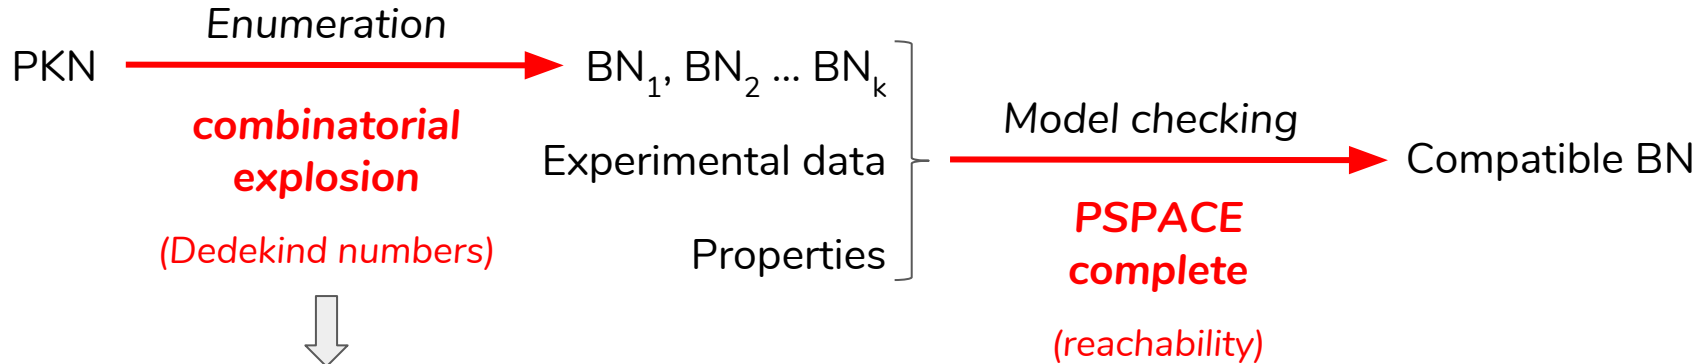 Enumeration
PKN
BN1, BN2 ... BNk
combinatorial
explosion
(Dedekind numbers)
Experimental data
Properties
Model checking
PSPACE
complete
(reachability)
Compatible BN